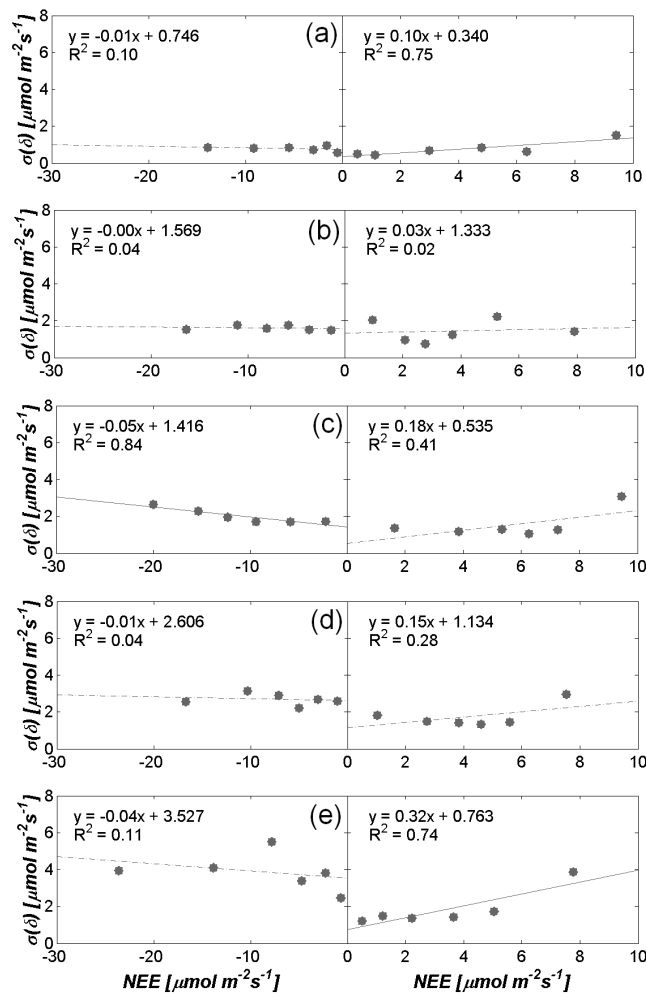 y = -0.01x + 0.746
R² = 0.10
(a)
y = 0.10x + 0.340
R² = 0.75
σ(δ) [μmol m⁻²s⁻¹]
8
6
4
2
0
-30 -20 -10 0 2 4 6 8 10
y = -0.00x + 1.569
R² = 0.04
(b)
y = 0.03x + 1.333
R² = 0.02
σ(δ) [μmol m⁻²s⁻¹]
8
6
4
2
0
-30 -20 -10 0 2 4 6 8 10
y = -0.05x + 1.416
R² = 0.84
(c)
y = 0.18x + 0.535
R² = 0.41
σ(δ) [μmol m⁻²s⁻¹]
8
6
4
2
0
-30 -20 -10 0 2 4 6 8 10
y = -0.01x + 2.606
R² = 0.04
(d)
y = 0.15x + 1.134
R² = 0.28
σ(δ) [μmol m⁻²s⁻¹]
8
6
4
2
0
-30 -20 -10 0 2 4 6 8 10
y = -0.04x + 3.527
R² = 0.11
(e)
y = 0.32x + 0.763
R² = 0.74
σ(δ) [μmol m⁻²s⁻¹]
8
6
4
2
0
-30 -20 -10 0 2 4 6 8 10
NEE [μmol m⁻²s⁻¹] NEE [μmol m⁻²s⁻¹]